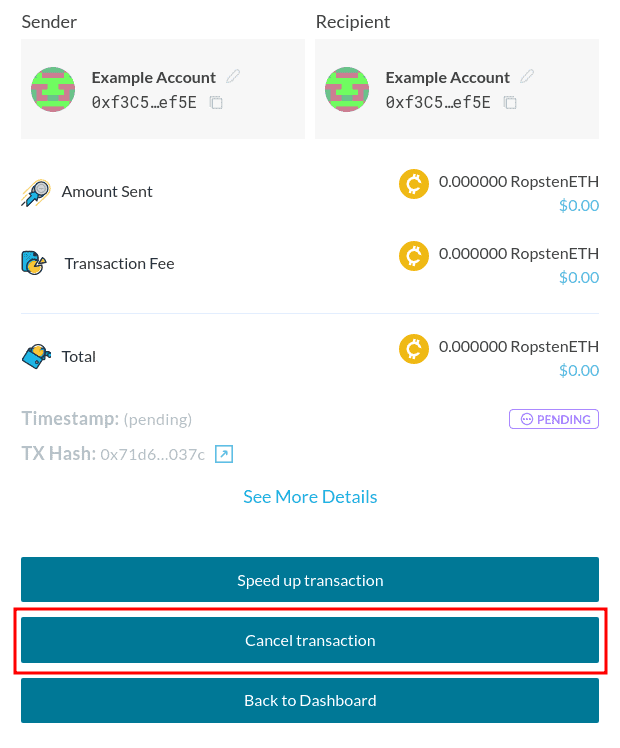 Sender Recipient
Example Account Example Account
0xf3C5…ef5E 0xf3C5…ef5E
Amount Sent 0.000000 RopstenETH
$0.00
Transaction Fee 0.000000 RopstenETH
$0.00
Total 0.000000 RopstenETH
$0.00
Timestamp: (pending) PENDING
TX Hash: 0x71d6...037c
See More Details
Speed up transaction
Cancel transaction
Back to Dashboard